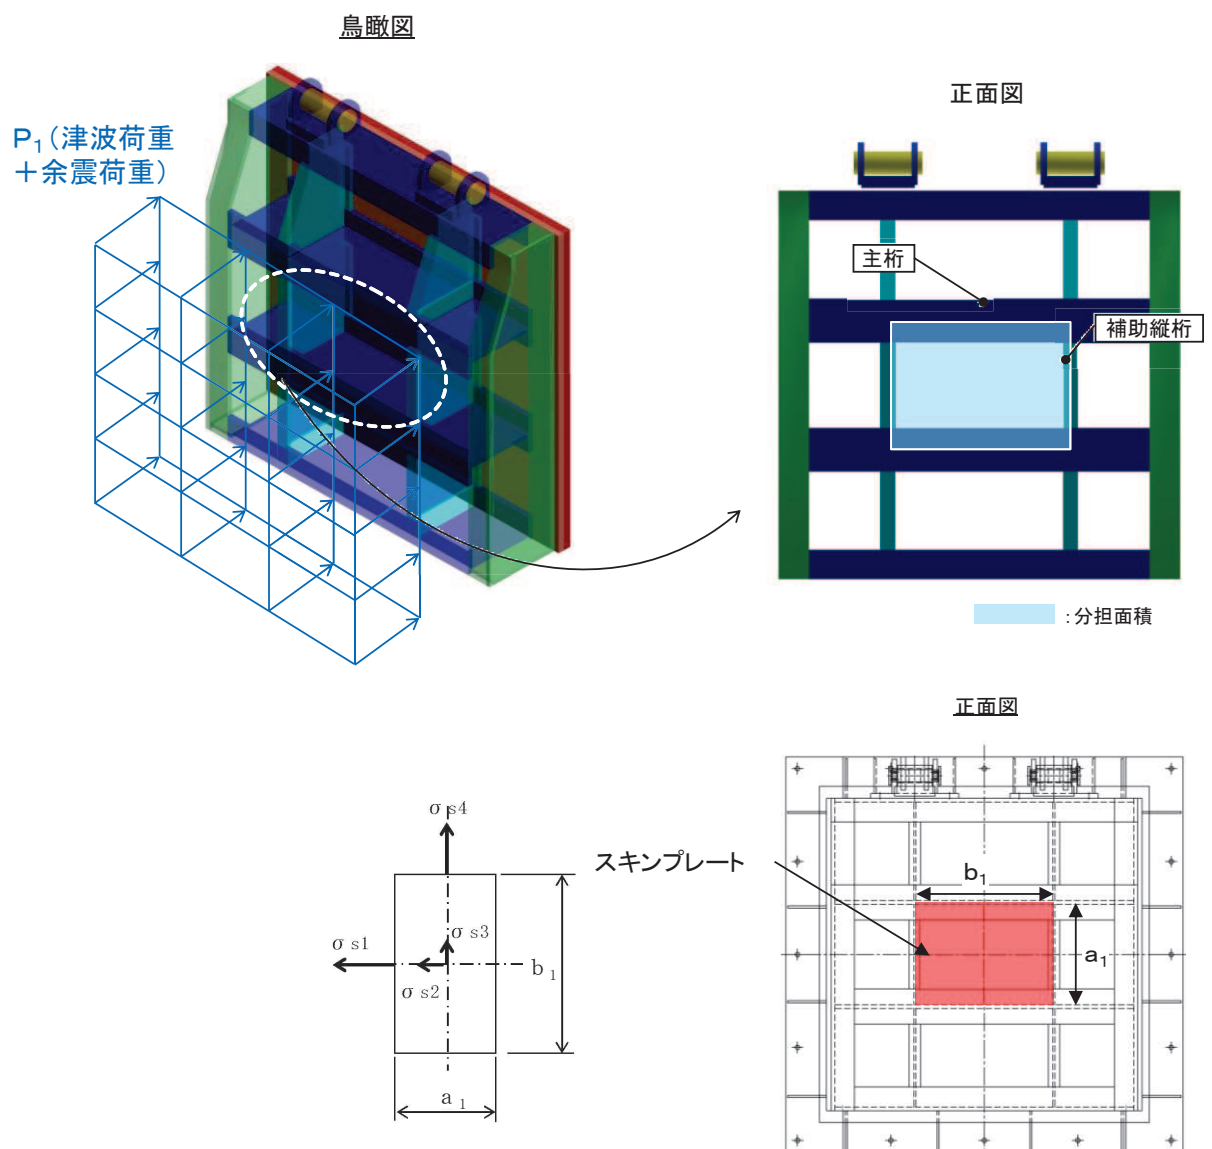 鳥瞰図
P₁(津波荷重
+余震荷重)
正面図
主桁
補助縦桁
:分担面積
正面図
スキンプレート
b₁
a₁
σ s4
σ s3
σ s1
σ s2
b ₁
a ₁